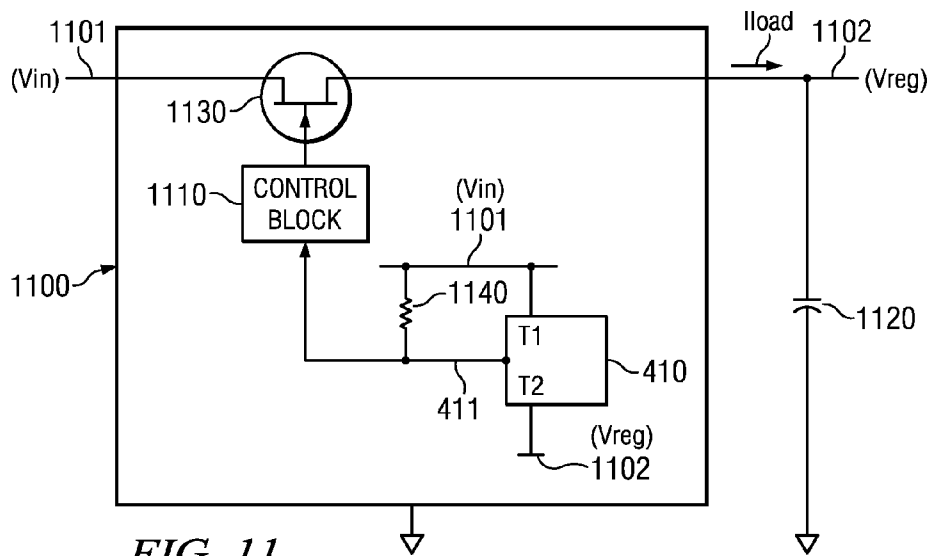 Iload
1101
1102
(Vin)
(Vreg)
1130
1110
CONTROL
BLOCK
(Vin)
1101
1100
1140
1120
T1
410
T2
411
(Vreg)
1102
FIG. 11